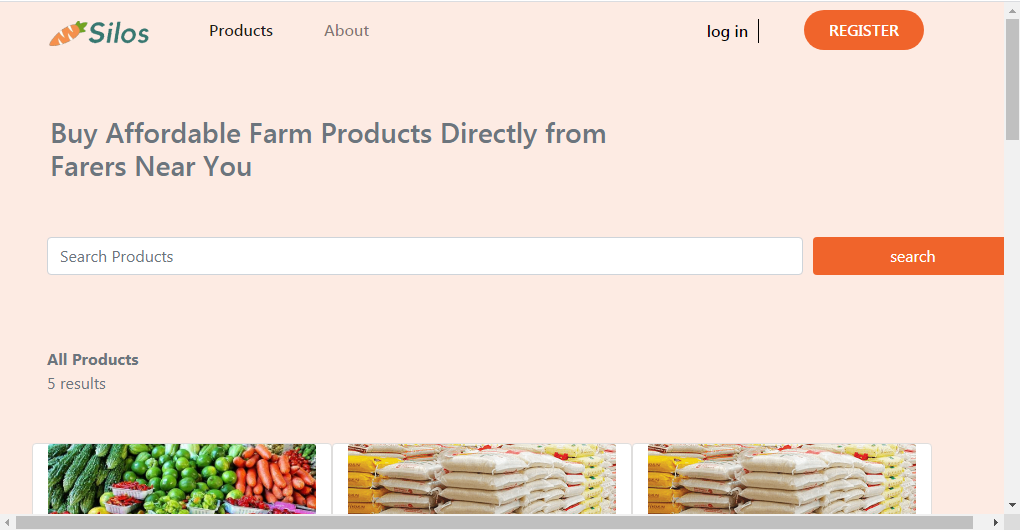 Silos
Products
About
log in
REGISTER
Buy Affordable Farm Products Directly from
Farers Near You
Search Products
search
All Products
5 results